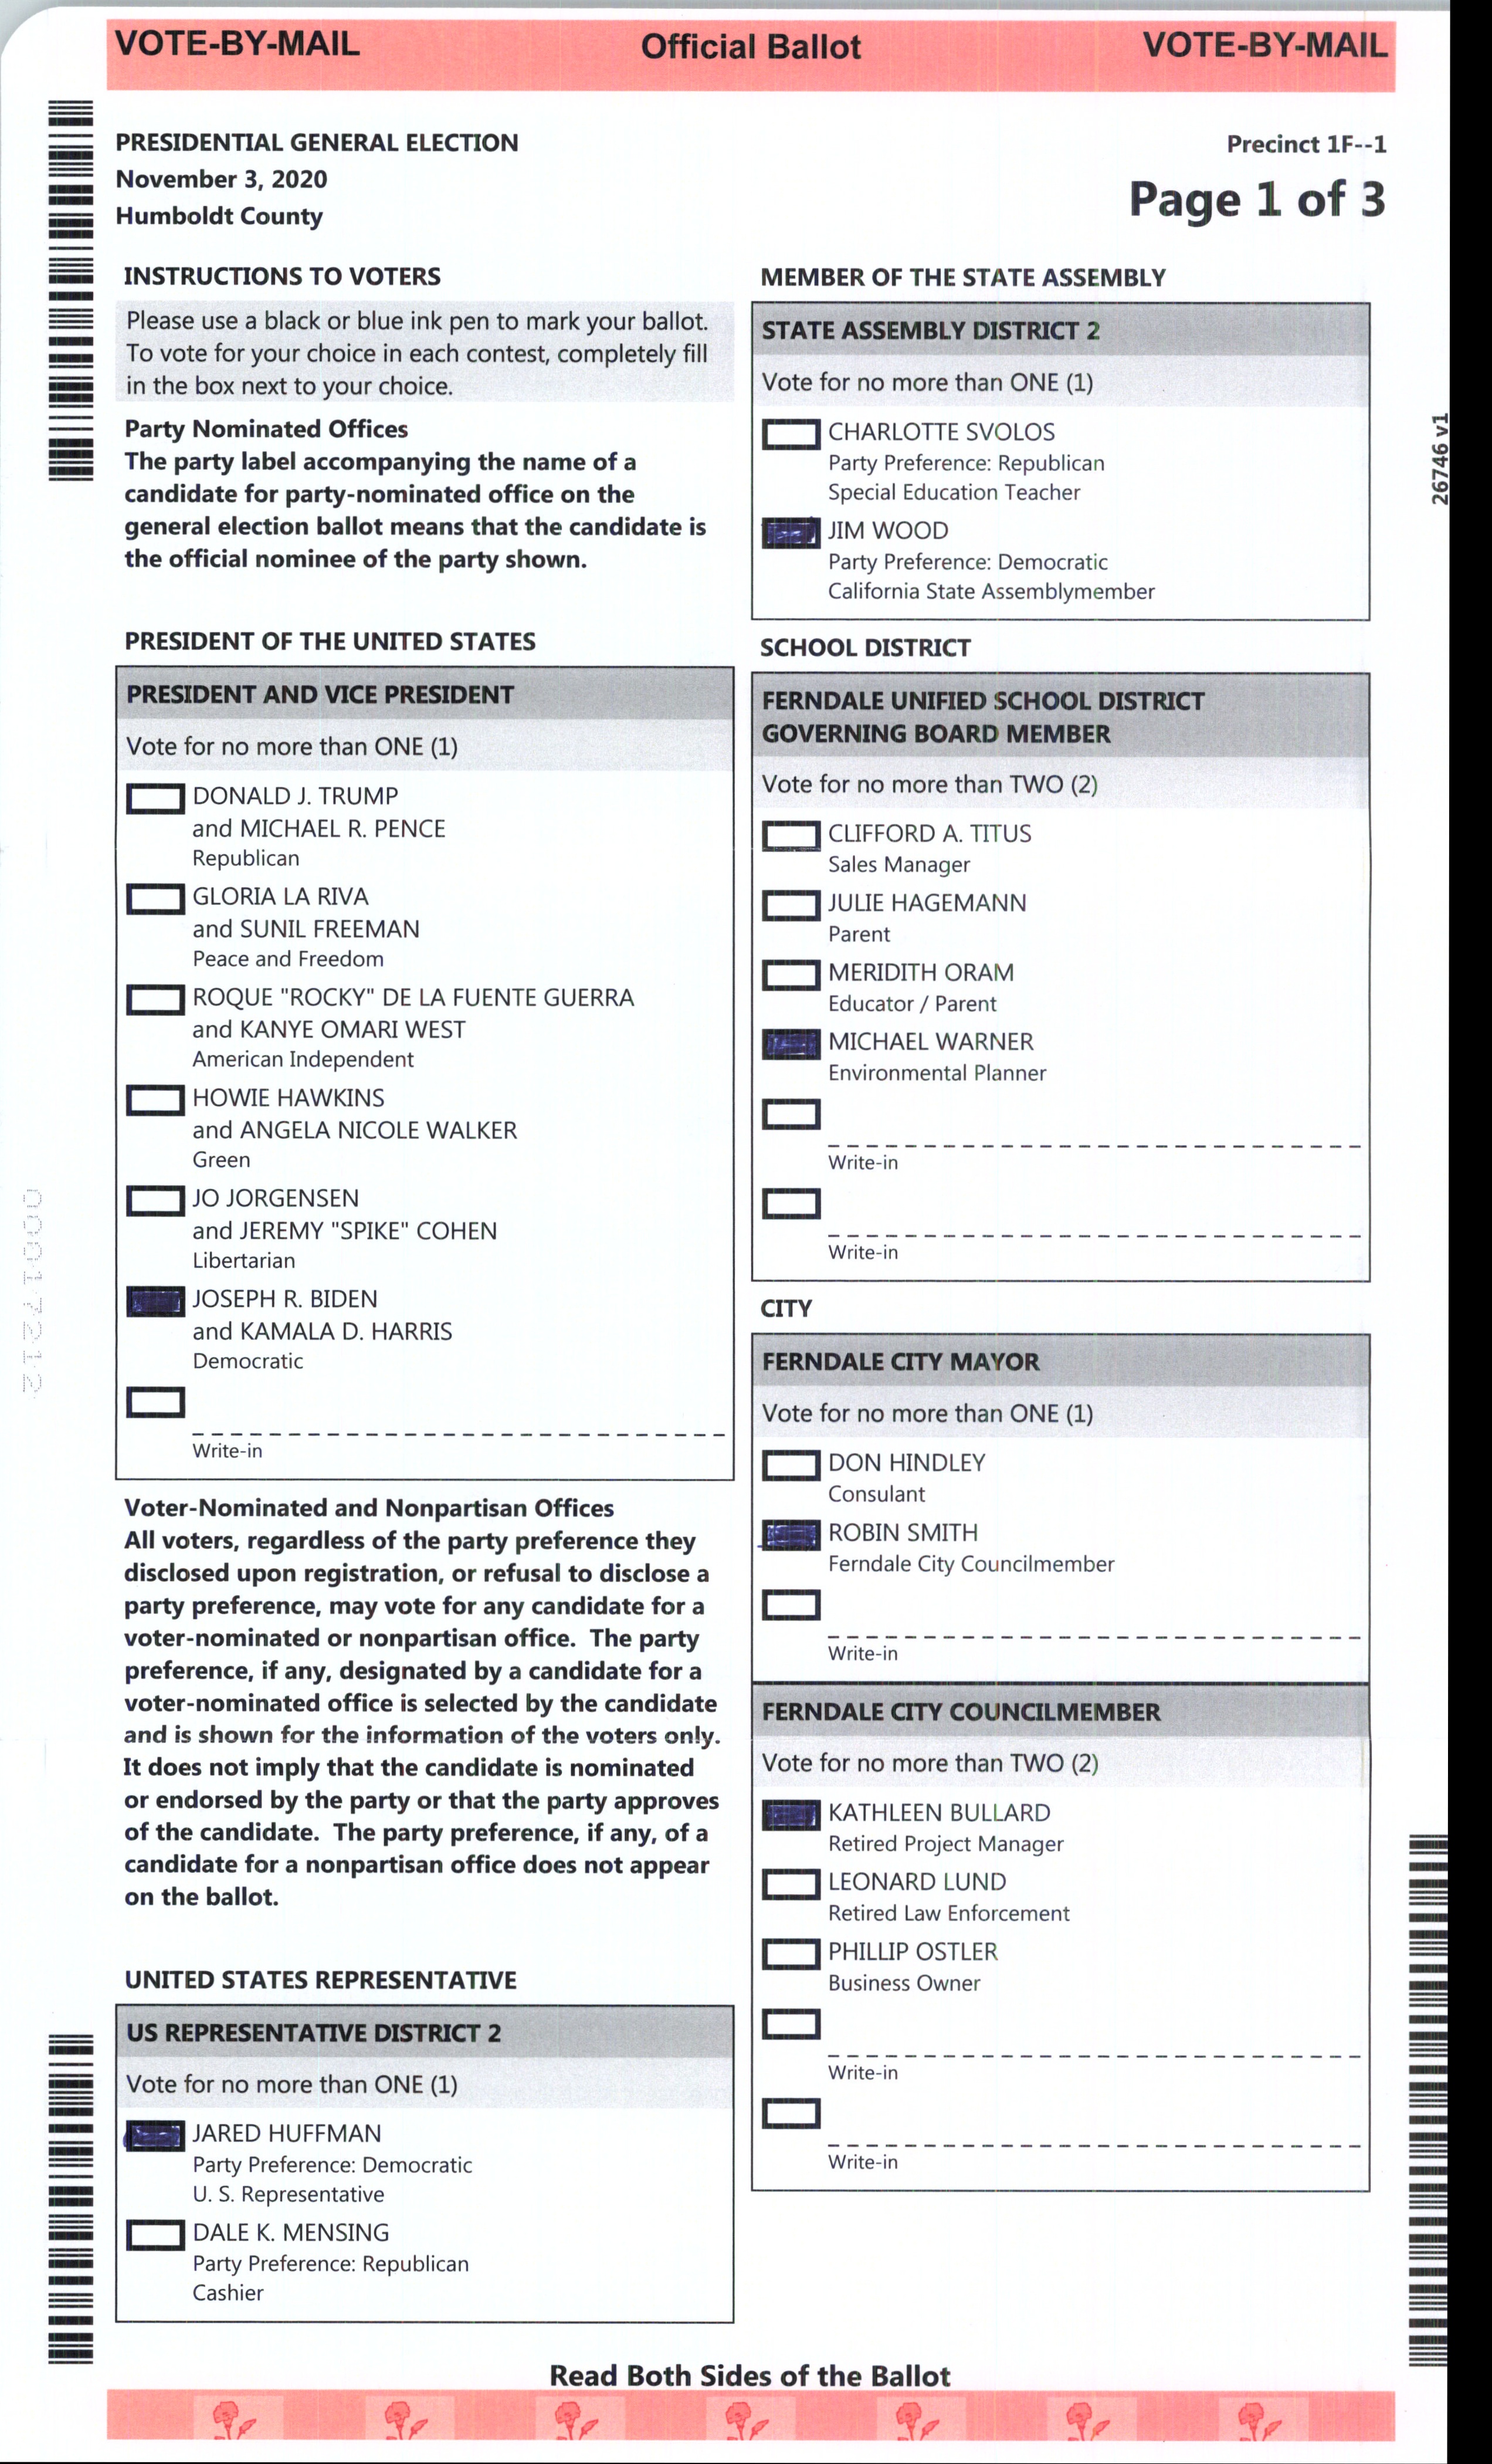 VOTE-BY-MAIL Official Ballot VOTE-BY-MAIL
PRESIDENTIAL GENERAL ELECTION
November 3, 2020
Humboldt County
Precinct 1F--1
Page 1 of 3
INSTRUCTIONS TO VOTERS
Please use a black or blue ink pen to mark your ballot.
To vote for your choice in each contest, completely fill
in the box next to your choice.
Party Nominated Offices
The party label accompanying the name of a
candidate for party-nominated office on the
general election ballot means that the candidate is
the official nominee of the party shown.
PRESIDENT OF THE UNITED STATES
PRESIDENT AND VICE PRESIDENT
Vote for no more than ONE (1)
DONALD J. TRUMP
and MICHAEL R. PENCE
Republican
GLORIA LA RIVA
and SUNIL FREEMAN
Peace and Freedom
ROQUE "ROCKY" DE LA FUENTE GUERRA
and KANYE OMARI WEST
American Independent
HOWIE HAWKINS
and ANGELA NICOLE WALKER
Green
JO JORGENSEN
and JEREMY "SPIKE" COHEN
Libertarian
JOSEPH R. BIDEN
and KAMALA D. HARRIS
Democratic
Write-in
Voter-Nominated and Nonpartisan Offices
All voters, regardless of the party preference they
disclosed upon registration, or refusal to disclose a
party preference, may vote for any candidate for a
voter-nominated or nonpartisan office. The party
preference, if any, designated by a candidate for a
voter-nominated office is selected by the candidate
and is shown for the information of the voters only.
It does not imply that the candidate is nominated
or endorsed by the party or that the party approves
of the candidate. The party preference, if any, of a
candidate for a nonpartisan office does not appear
on the ballot.
UNITED STATES REPRESENTATIVE
US REPRESENTATIVE DISTRICT 2
Vote for no more than ONE (1)
JARED HUFFMAN
Party Preference: Democratic
U. S. Representative
DALE K. MENSING
Party Preference: Republican
Cashier
MEMBER OF THE STATE ASSEMBLY
STATE ASSEMBLY DISTRICT 2
Vote for no more than ONE (1)
CHARLOTTE SVOLOS
Party Preference: Republican
Special Education Teacher
JIM WOOD
Party Preference: Democratic
California State Assemblymember
SCHOOL DISTRICT
FERNDALE UNIFIED SCHOOL DISTRICT
GOVERNING BOARD MEMBER
Vote for no more than TWO (2)
CLIFFORD A. TITUS
Sales Manager
JULIE HAGEMANN
Parent
MERIDITH ORAM
Educator / Parent
MICHAEL WARNER
Environmental Planner
Write-in
Write-in
CITY
FERNDALE CITY MAYOR
Vote for no more than ONE (1)
DON HINDLEY
Consulant
ROBIN SMITH
Ferndale City Councilmember
Write-in
FERNDALE CITY COUNCILMEMBER
Vote for no more than TWO (2)
KATHLEEN BULLARD
Retired Project Manager
LEONARD LUND
Retired Law Enforcement
PHILLIP OSTLER
Business Owner
Write-in
Write-in
26746 v1
00017212
Read Both Sides of the Ballot